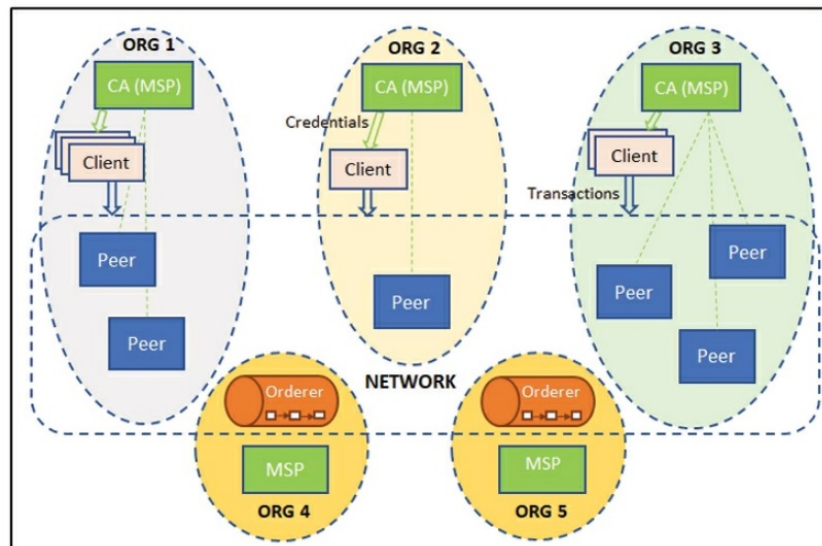 ORG 1
ORG 2
ORG 3
CA (MSP)
CA (MSP)
CA (MSP)
Credentials
Client
Client
Client
Transactions
Peer
Peer
Peer
Peer
Peer
Peer
NETWORK
Orderer
Orderer
MSP
MSP
ORG 4
ORG 5